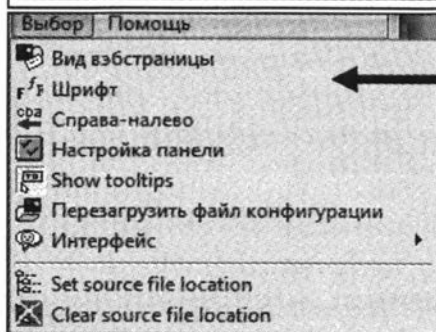 Выбор Помощь
Вид вэбстраницы
F f F Шрифт
cba Справа-налево
Настройка панели
Show tooltips
Перезагрузить файл конфигурации
Интерфейс
Set source file location
Clear source file location